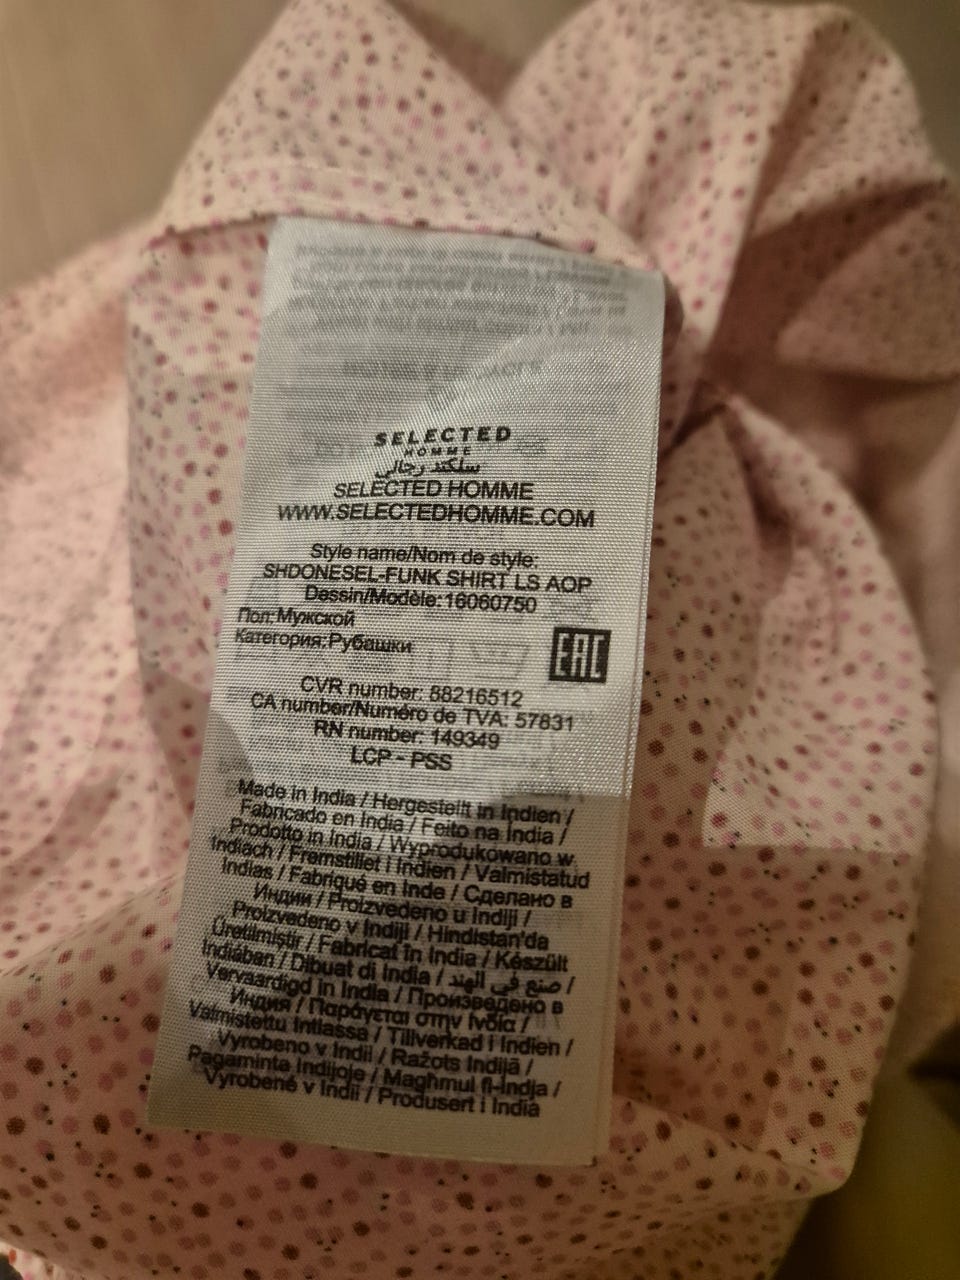 SELECTED
HOMME
سلكتد رجالي
SELECTED HOMME
WWW.SELECTEDHOMME.COM
Style name/Nom de style:
SHDONESEL-FUNK SHIRT LS AOP
Dessin/Modèle:16060750
Пол:Мужской
Категория:Рубашки
EAC
CVR number: 88216512
CA number/Numéro de TVA: 57831
RN number: 149349
LCP - PSS
Made in India / Hergestellt in Indien /
Fabricado en India / Feito na Índia /
Prodotto in India / Wyprodukowano w
Indiach / Fremstillet i Indien / Valmistatud
Indias / Fabriqué en Inde / Сделано в
Индии / Proizvedeno u Indiji /
Proizvedeno v Indiji / Hindistan'da
Üretilmiştir / Fabricat în India / Készült
Indiában / Dibuat di India / صنع في الهند /
Vervaardigd in India / Произведено в
Индия / Παράγεται στην Ινδία /
Valmistettu Intiassa / Tillverkad i Indien /
Vyrobeno v Indii / Ražots Indijā /
Pagaminta Indijoje / Magħmul fl-Indja /
Vyrobené v Indii / Produsert i India